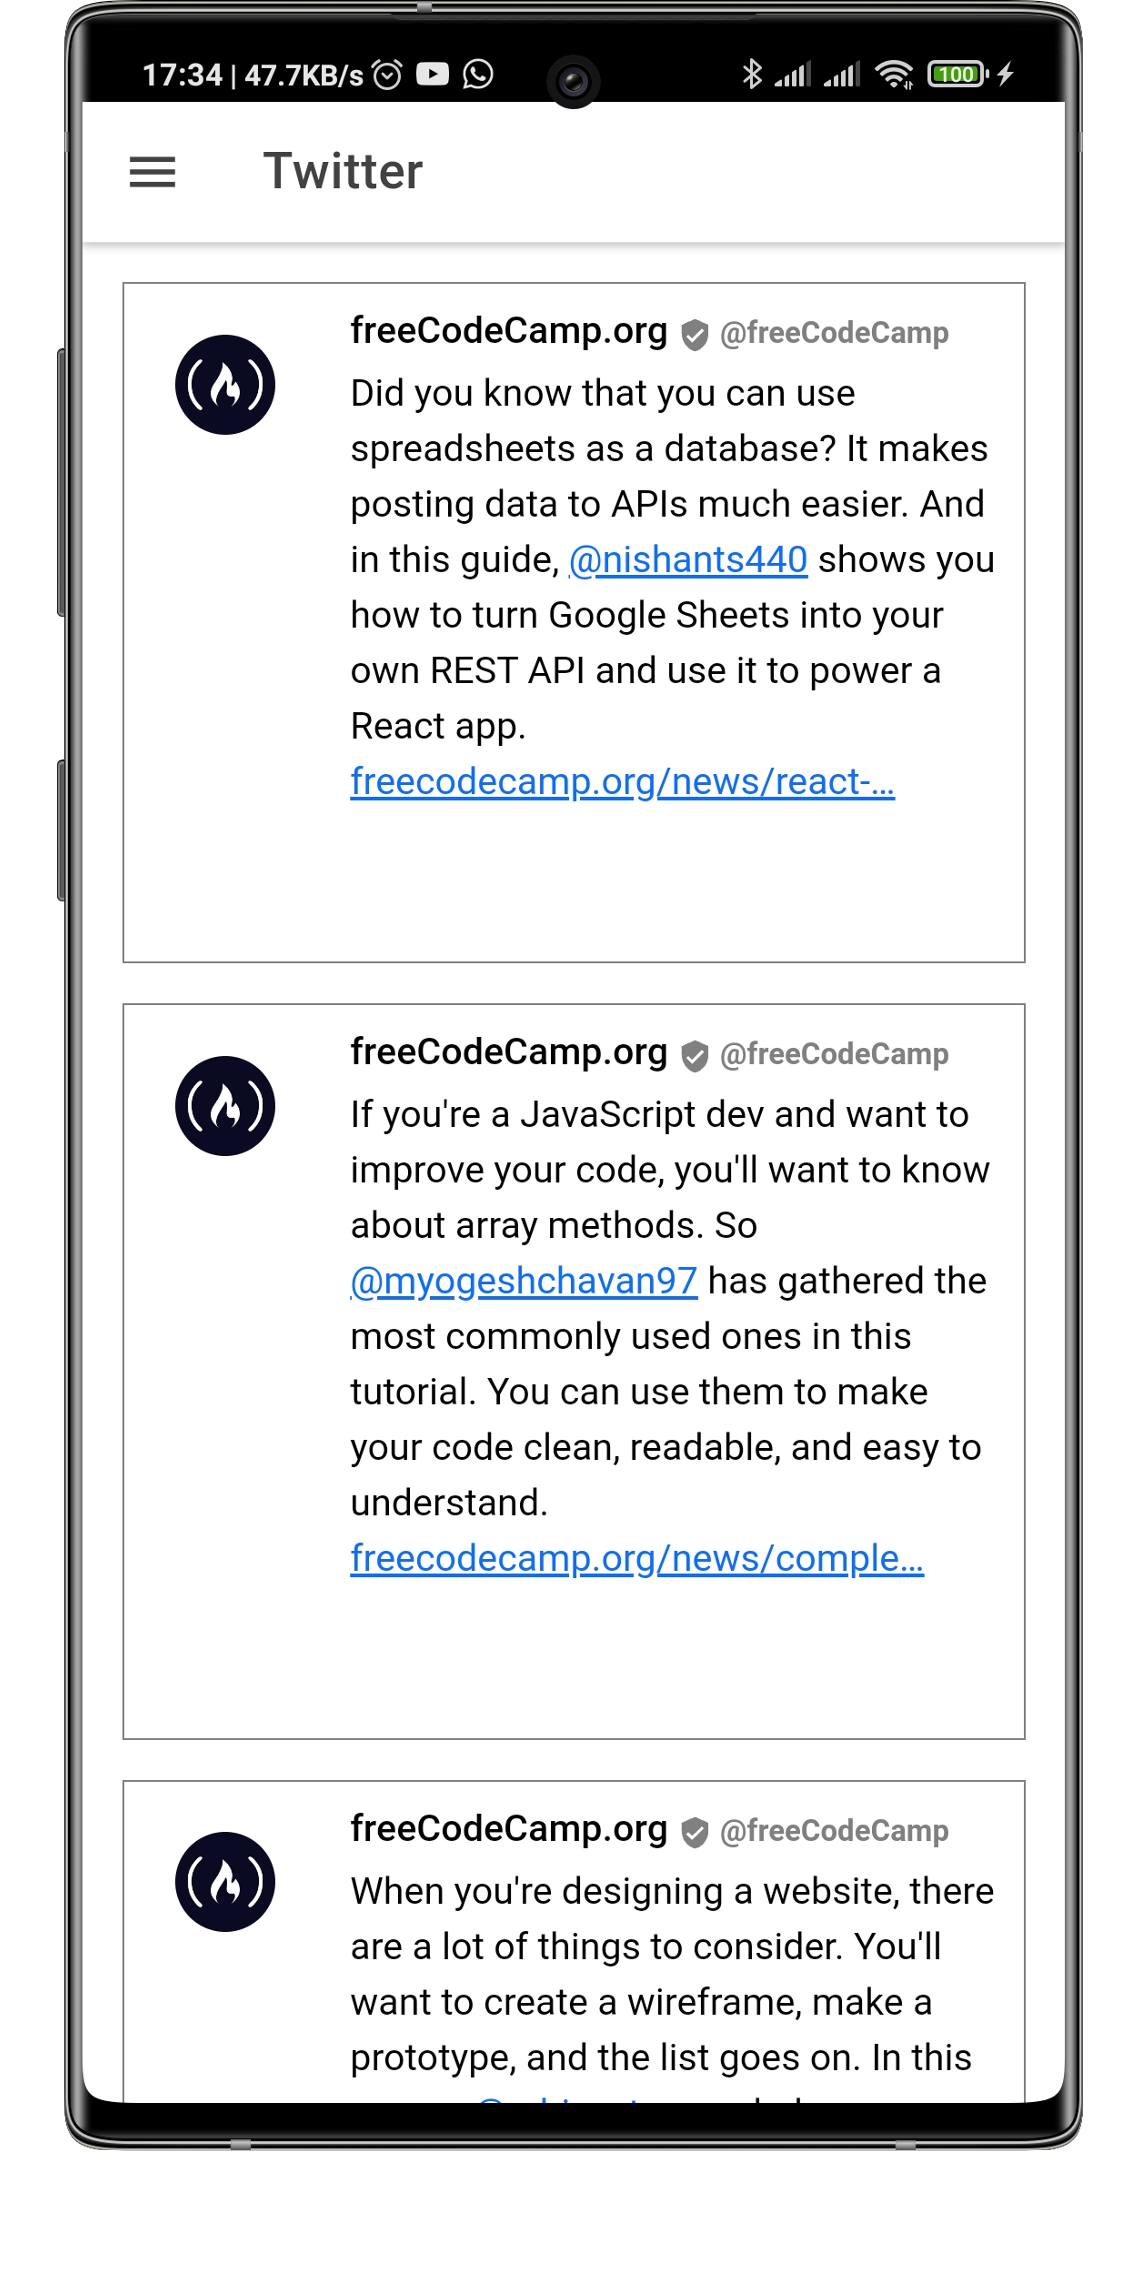 17:34 | 47.7KB/s 100
Twitter
freeCodeCamp.org @freeCodeCamp
Did you know that you can use
spreadsheets as a database? It makes
posting data to APIs much easier. And
in this guide, @nishants440 shows you
how to turn Google Sheets into your
own REST API and use it to power a
React app.
freecodecamp.org/news/react-…
freeCodeCamp.org @freeCodeCamp
If you're a JavaScript dev and want to
improve your code, you'll want to know
about array methods. So
@myogeshchavan97 has gathered the
most commonly used ones in this
tutorial. You can use them to make
your code clean, readable, and easy to
understand.
freecodecamp.org/news/comple…
freeCodeCamp.org @freeCodeCamp
When you're designing a website, there
are a lot of things to consider. You'll
want to create a wireframe, make a
prototype, and the list goes on. In this